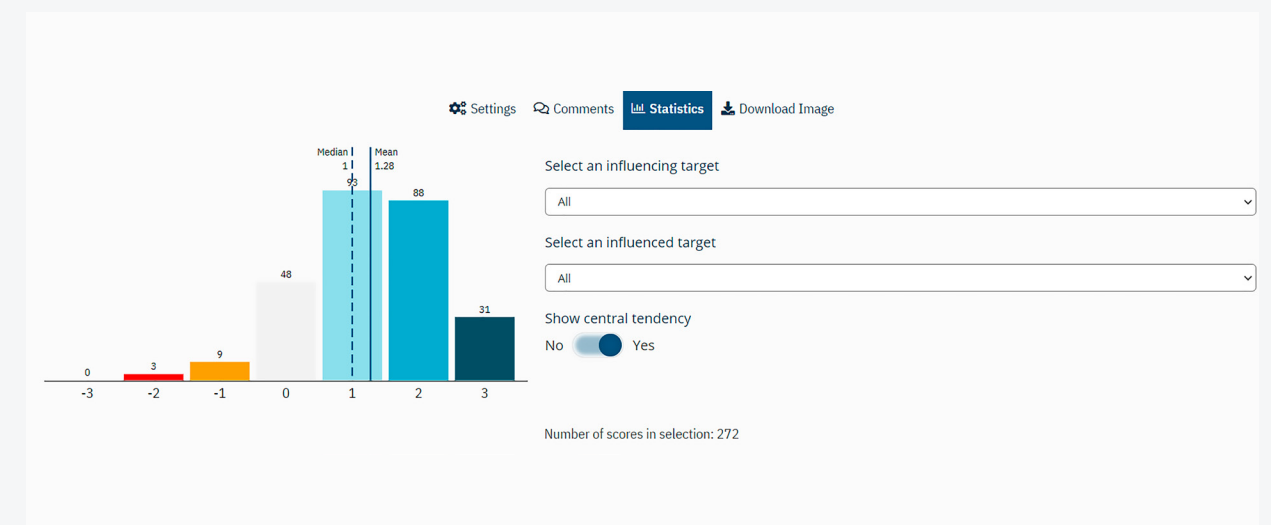 Settings Comments Statistics Download Image
Median Mean
1 1.28
93
88
48
31
9
3
0
-3 -2 -1 0 1 2 3
Select an influencing target
All
Select an influenced target
All
Show central tendency
No Yes
Number of scores in selection: 272